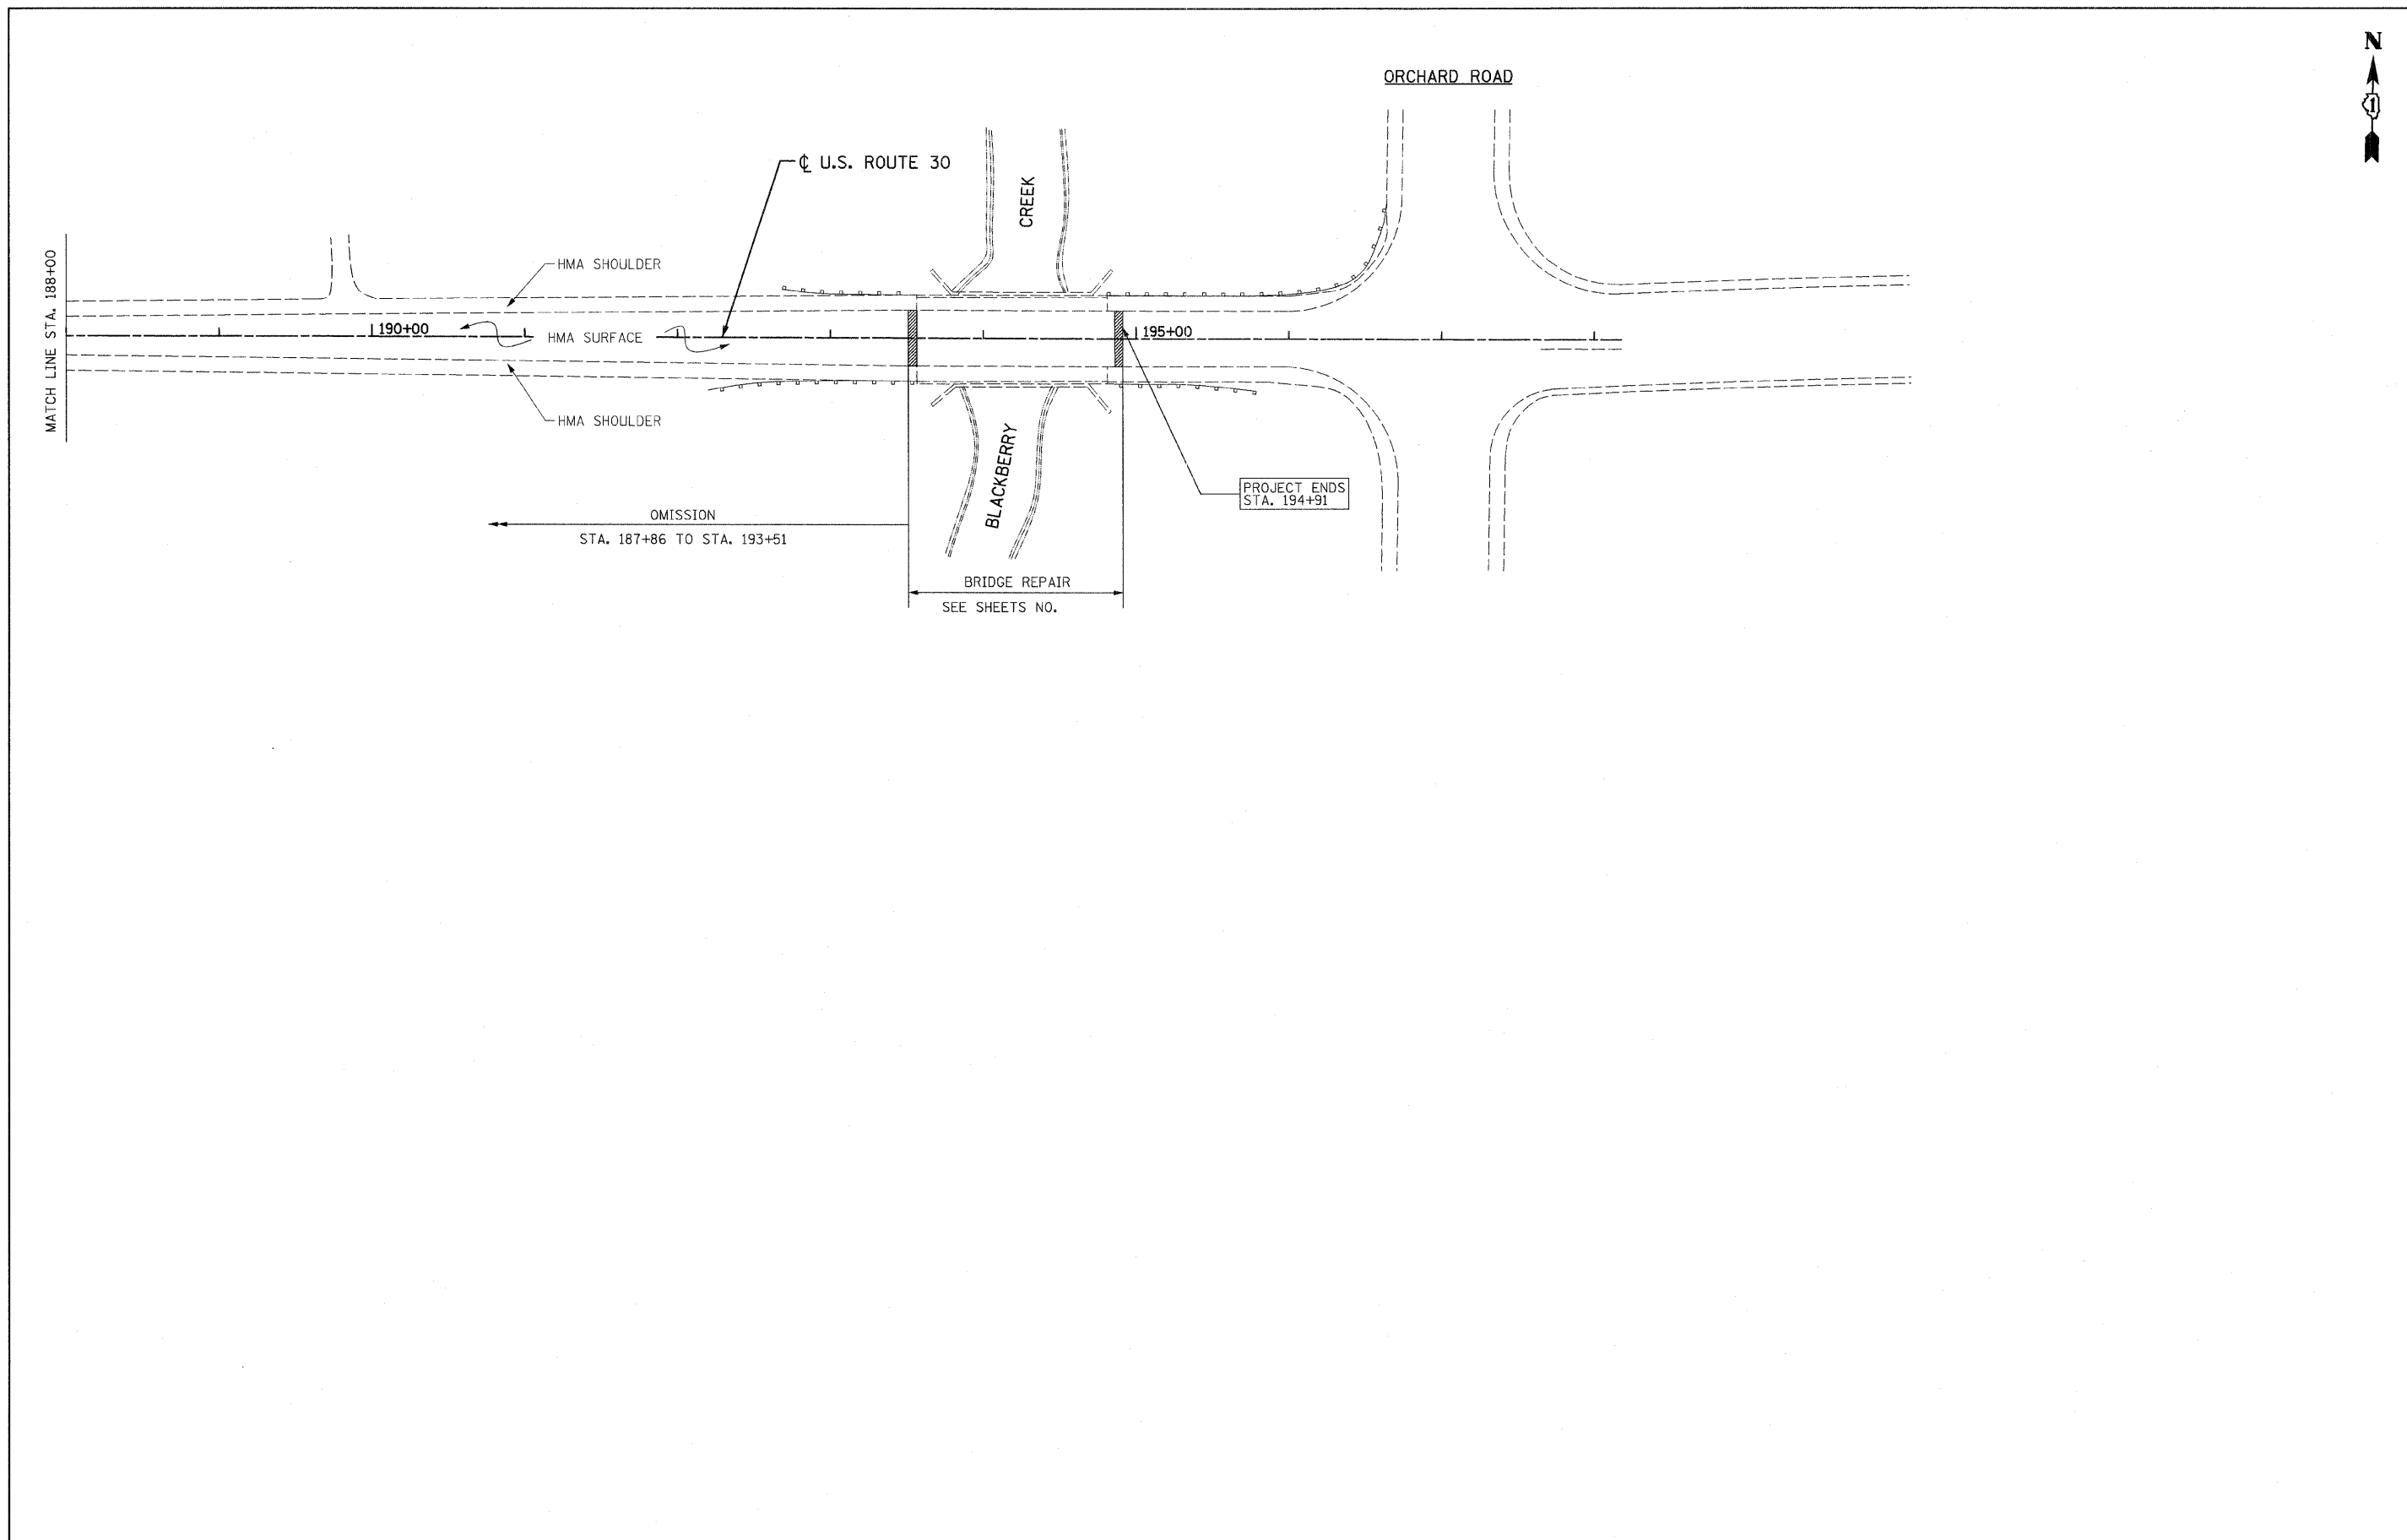 N
1
ORCHARD ROAD
℄ U.S. ROUTE 30
CREEK
MATCH LINE STA. 188+00
HMA SHOULDER
190+00
HMA SURFACE
195+00
HMA SHOULDER
BLACKBERRY
PROJECT ENDS
STA. 194+91
OMISSION
STA. 187+86 TO STA. 193+51
BRIDGE REPAIR
SEE SHEETS NO.